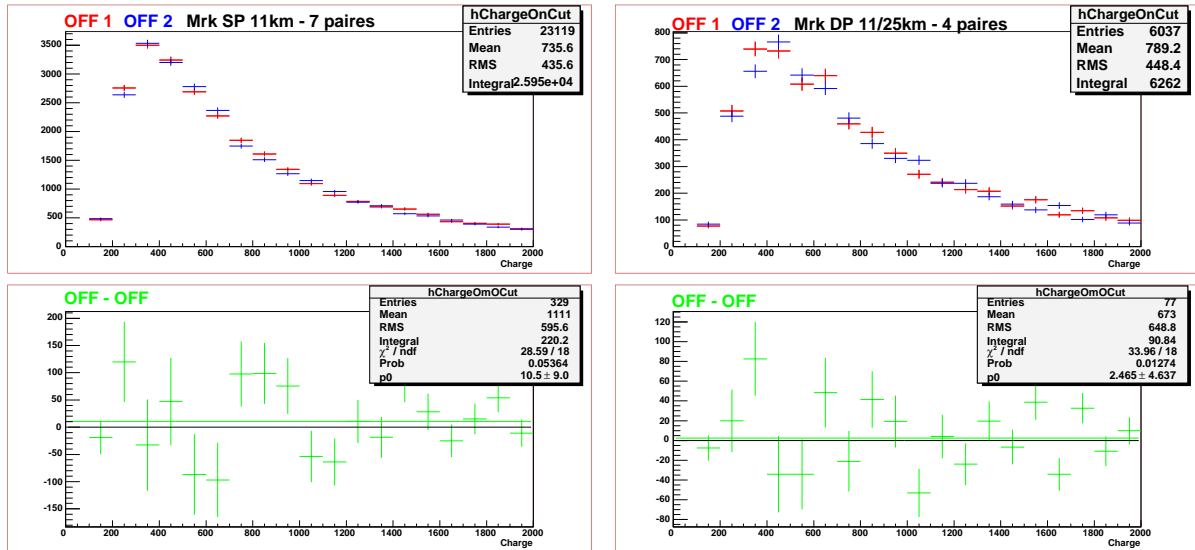 OFF 1 OFF 2 Mrk SP 11km - 7 paires
hChargeOnCut
Entries 23119
Mean 735.6
RMS 435.6
Integral 2.595e+04
3500
3000
2500
2000
1500
1000
500
0
0 200 400 600 800 1000 1200 1400 1600 1800 2000
Charge
OFF 1 OFF 2 Mrk DP 11/25km - 4 paires
hChargeOnCut
Entries 6037
Mean 789.2
RMS 448.4
Integral 6262
800
700
600
500
400
300
200
100
0
0 200 400 600 800 1000 1200 1400 1600 1800 2000
Charge
OFF - OFF
hChargeOmOCut
Entries 329
Mean 1111
RMS 595.6
Integral 220.2
χ² / ndf 28.59 / 18
Prob 0.05364
p0 10.5 ± 9.0
200
150
100
50
0
-50
-100
-150
0 200 400 600 800 1000 1200 1400 1600 1800 2000
Charge
OFF - OFF
hChargeOmOCut
Entries 77
Mean 673
RMS 648.8
Integral 90.84
χ² / ndf 33.96 / 18
Prob 0.01274
p0 2.465 ± 4.637
120
100
80
60
40
20
0
-20
-40
-60
-80
0 200 400 600 800 1000 1200 1400 1600 1800 2000
Charge